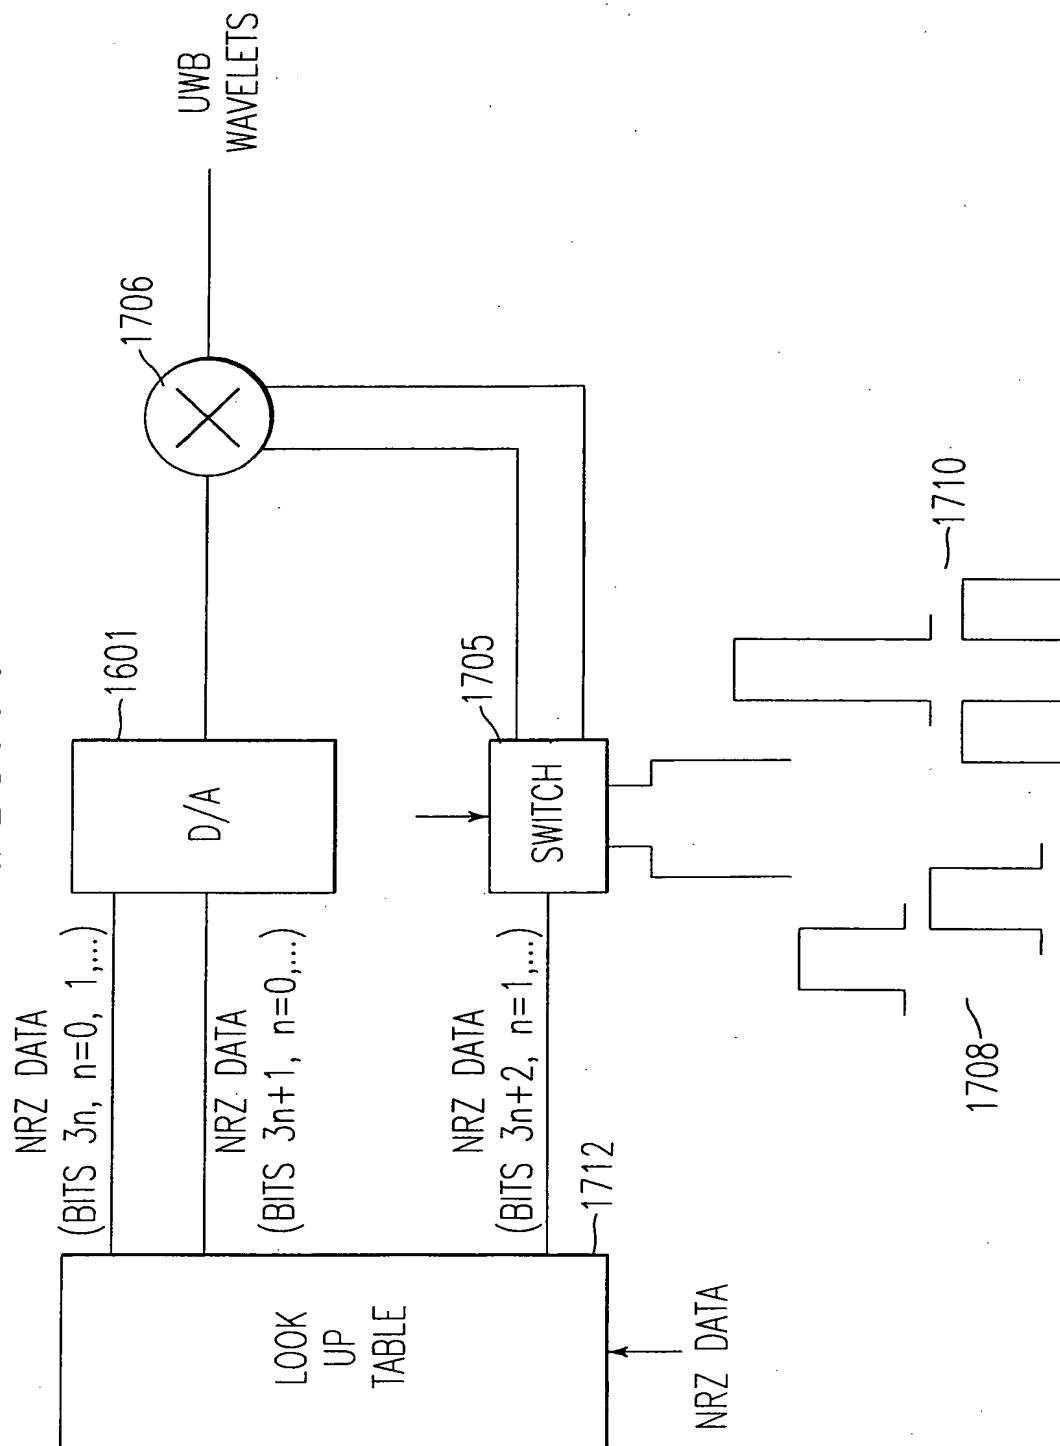 NRZ DATA
(BITS 3n, n=0, 1,...)
NRZ DATA
(BITS 3n+1, n=0,...)
NRZ DATA
(BITS 3n+2, n=1,...)
LOOK
UP
TABLE
1712
NRZ DATA
D/A
1601
SWITCH
1705
1706
UWB
WAVELETS
1708
1710